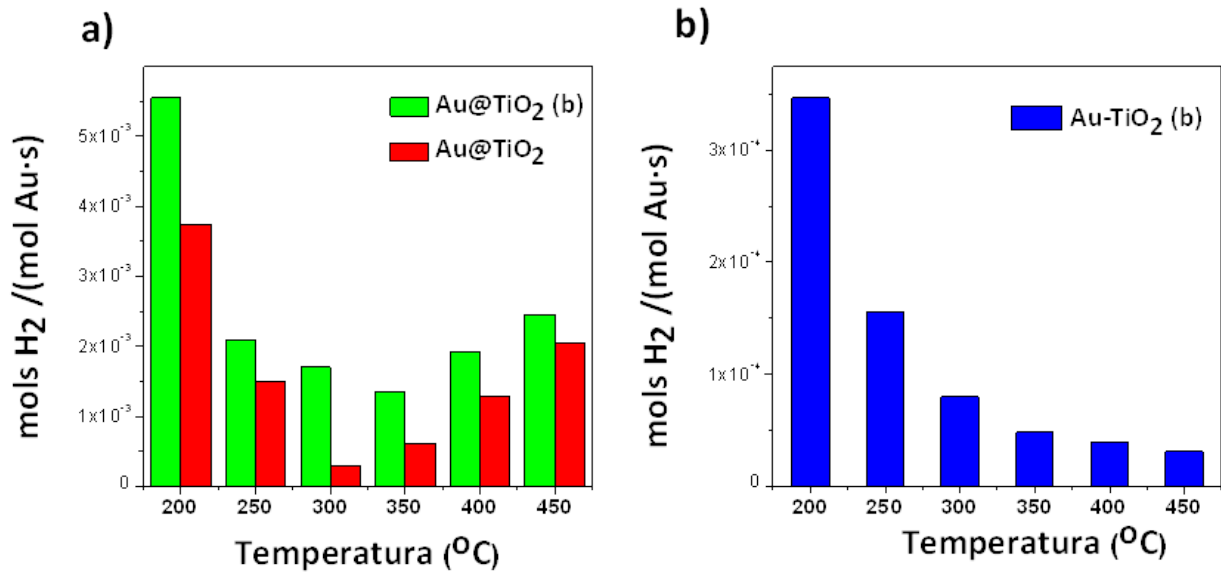 a)
mols H2 /(mol Au·s)
5x10⁻³
4x10⁻³
3x10⁻³
2x10⁻³
1x10⁻³
0
Au@TiO2 (b)
Au@TiO2
200 250 300 350 400 450
Temperatura (ºC)
b)
mols H2 /(mol Au·s)
3x10⁻⁴
2x10⁻⁴
1x10⁻⁴
0
Au-TiO2 (b)
200 250 300 350 400 450
Temperatura (ºC)